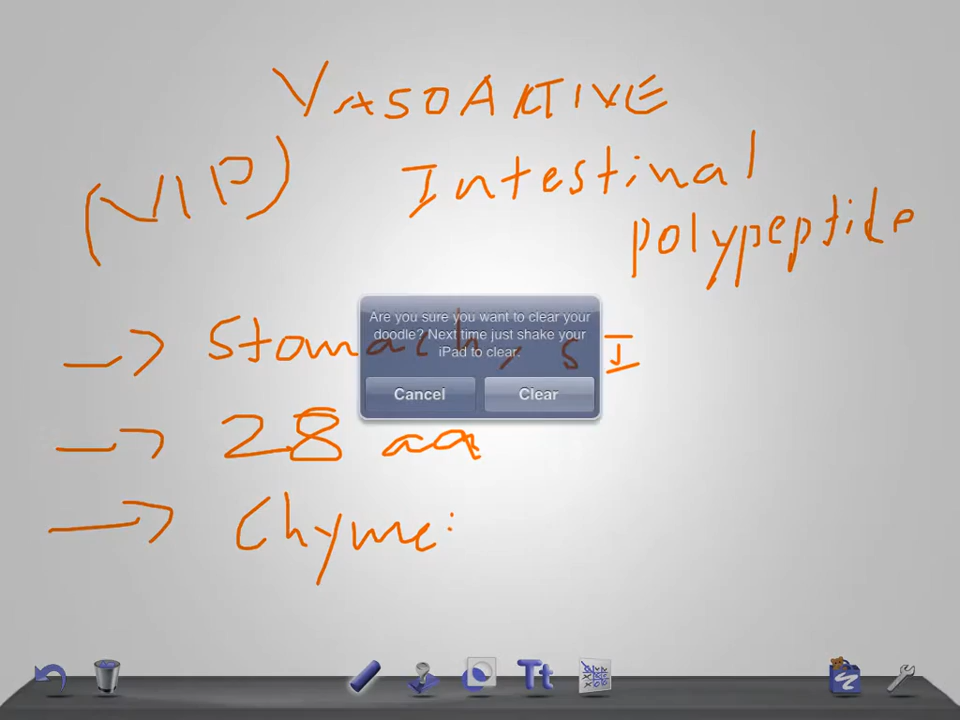 VASOACTIVE
(VIP) Intestinal
polypeptide
→ Stomach, SI
→ 28 aa
→ Chyme:
Are you sure you want to clear your
doodle? Next time just shake your
iPad to clear.
Cancel Clear
Tt